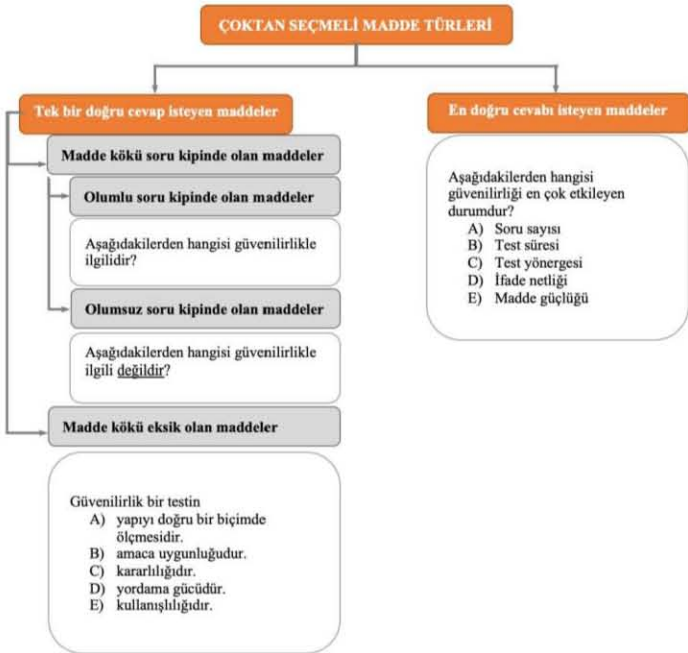 ÇOKTAN SEÇMELİ MADDE TÜRLERİ
Tek bir doğru cevap isteyen maddeler
Madde kökü soru kipinde olan maddeler
Olumlu soru kipinde olan maddeler
Aşağıdakilerden hangisi güvenilirlikle
ilgilidir?
Olumsuz soru kipinde olan maddeler
Aşağıdakilerden hangisi güvenilirlikle
ilgili değildir?
Madde kökü eksik olan maddeler
Güvenilirlik bir testin
A) yapıyı doğru bir biçimde
ölçmesidir.
B) amaca uygunluğudur.
C) kararlılığıdır.
D) yordama gücüdür.
E) kullanışlılığıdır.
En doğru cevabı isteyen maddeler
Aşağıdakilerden hangisi
güvenilirliği en çok etkileyen
durumdur?
A) Soru sayısı
B) Test süresi
C) Test yönergesi
D) İfade netliği
E) Madde güçlüğü